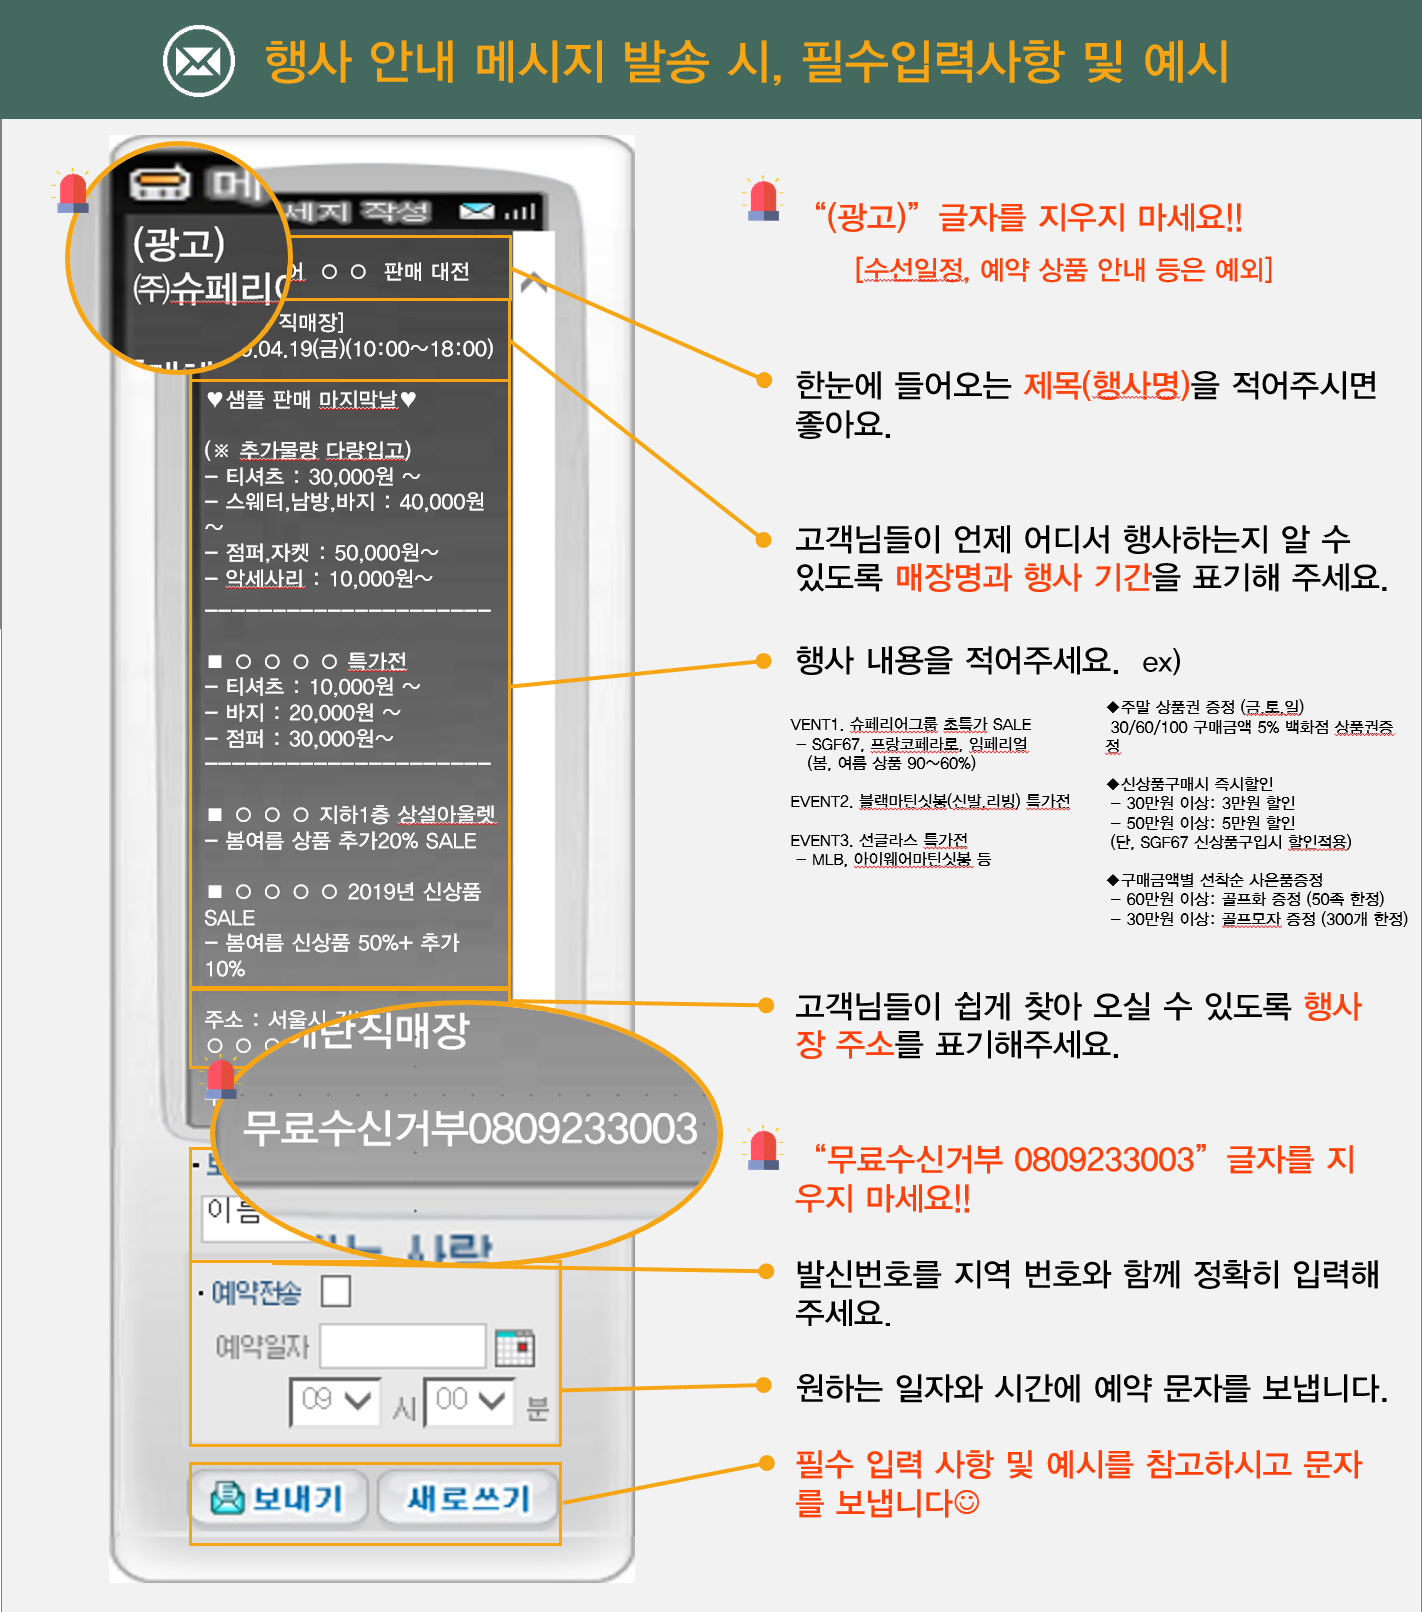 행사 안내 메시지 발송 시, 필수입력사항 및 예시
메
세지 작성
(광고)
㈜슈페리어
어 ○ ○ 판매 대전
직매장]
9.04.19(금)(10:00~18:00)
♥샘플 판매 마지막날♥
(※ 추가물량 다량입고)
- 티셔츠 : 30,000원 ~
- 스웨터,남방,바지 : 40,000원
~
- 점퍼,자켓 : 50,000원~
- 악세사리 : 10,000원~
---------------------
■ ○ ○ ○ ○ 특가전
- 티셔츠 : 10,000원 ~
- 바지 : 20,000원 ~
- 점퍼 : 30,000원~
---------------------
■ ○ ○ ○ 지하1층 상설아울렛
- 봄여름 상품 추가20% SALE
■ ○ ○ ○ ○ 2019년 신상품
SALE
- 봄여름 신상품 50%+ 추가
10%
주소 : 서울시
○ ○ ○
직매장
무료수신거부0809233003
이름
사람
· 예약전송
예약일자
09 시 00 분
보내기 새로쓰기
“(광고)” 글자를 지우지 마세요!!
[수선일정, 예약 상품 안내 등은 예외]
한눈에 들어오는 제목(행사명)을 적어주시면
좋아요.
고객님들이 언제 어디서 행사하는지 알 수
있도록 매장명과 행사 기간을 표기해 주세요.
행사 내용을 적어주세요. ex)
VENT1. 슈페리어그룹 초특가 SALE
- SGF67, 프랑코페라로, 임페리얼
(봄, 여름 상품 90~60%)
EVENT2. 블랙마틴싯봉(신발,리빙) 특가전
EVENT3. 선글라스 특가전
- MLB, 아이웨어마틴싯봉 등
◆주말 상품권 증정 (금,토,일)
30/60/100 구매금액 5% 백화점 상품권증
정
◆신상품구매시 즉시할인
- 30만원 이상: 3만원 할인
- 50만원 이상: 5만원 할인
(단, SGF67 신상품구입시 할인적용)
◆구매금액별 선착순 사은품증정
- 60만원 이상: 골프화 증정 (50족 한정)
- 30만원 이상: 골프모자 증정 (300개 한정)
고객님들이 쉽게 찾아 오실 수 있도록 행사
장 주소를 표기해주세요.
“무료수신거부 0809233003” 글자를 지
우지 마세요!!
발신번호를 지역 번호와 함께 정확히 입력해
주세요.
원하는 일자와 시간에 예약 문자를 보냅니다.
필수 입력 사항 및 예시를 참고하시고 문자
를 보냅니다☺